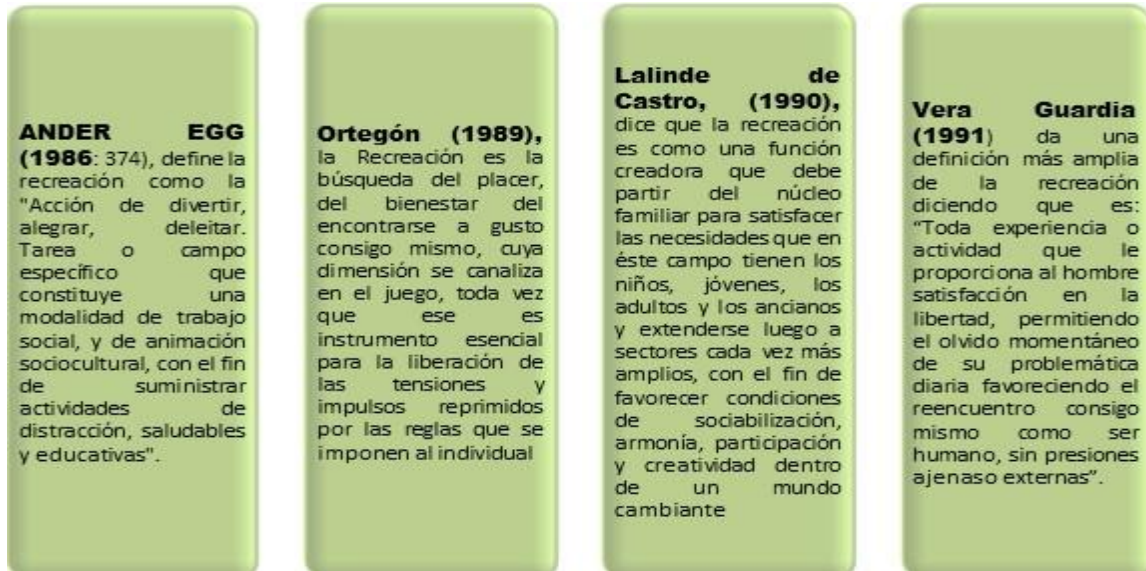 ANDER EGG
(1986: 374), define la
recreación como la
"Acción de divertir,
alegrar, deleitar.
Tarea o campo
específico que
constituye una
modalidad de trabajo
social, y de animación
sociocultural, con el fin
de suministrar
actividades de
distracción, saludables
y educativas".
Ortegón (1989),
la Recreación es la
búsqueda del placer,
del bienestar del
encontrarse a gusto
consigo mismo, cuya
dimensión se canaliza
en el juego, toda vez
que ese es
instrumento esencial
para la liberación de
las tensiones y
impulsos reprimidos
por las reglas que se
imponen al individual
Lalinde de
Castro, (1990),
dice que la recreación
es como una función
creadora que debe
partir del núcleo
familiar para satisfacer
las necesidades que en
éste campo tienen los
niños, jóvenes, los
adultos y los ancianos
y extenderse luego a
sectores cada vez más
amplios, con el fin de
favorecer condiciones
de sociabilización,
armonía, participación
y creatividad dentro
de un mundo
cambiante
Vera Guardia
(1991) da una
definición más amplia
de la recreación
diciendo que es:
“Toda experiencia o
actividad que le
proporciona al hombre
satisfacción en la
libertad, permitiendo
el olvido momentáneo
de su problemática
diaria favoreciendo el
reencuentro consigo
mismo como ser
humano, sin presiones
ajenaso externas”.